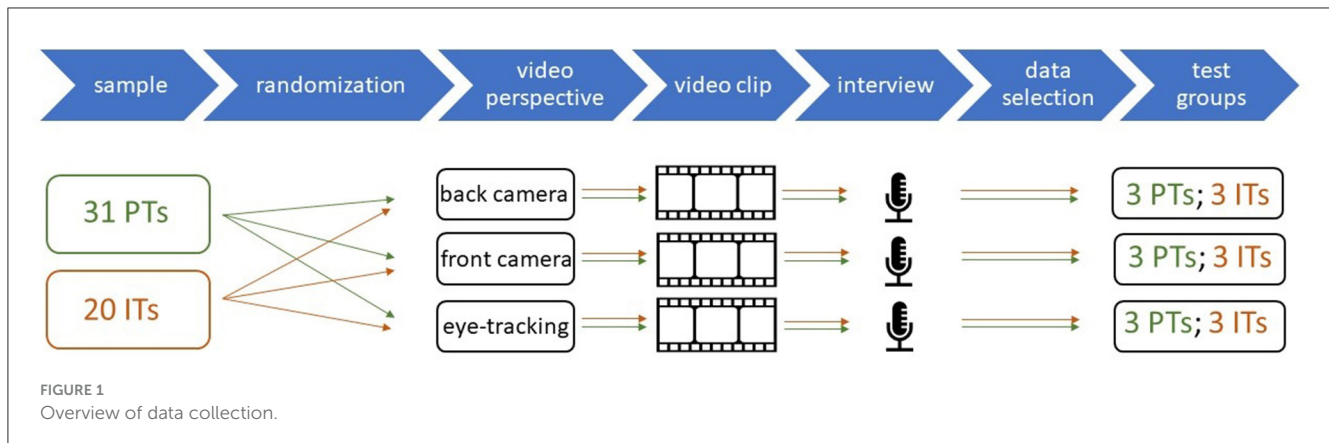 sample
randomization
video
perspective
video clip
interview
data
selection
test
groups
31 PTs
20 ITs
back camera
front camera
eye-tracking
3 PTs; 3 ITs
3 PTs; 3 ITs
3 PTs; 3 ITs
FIGURE 1
Overview of data collection.